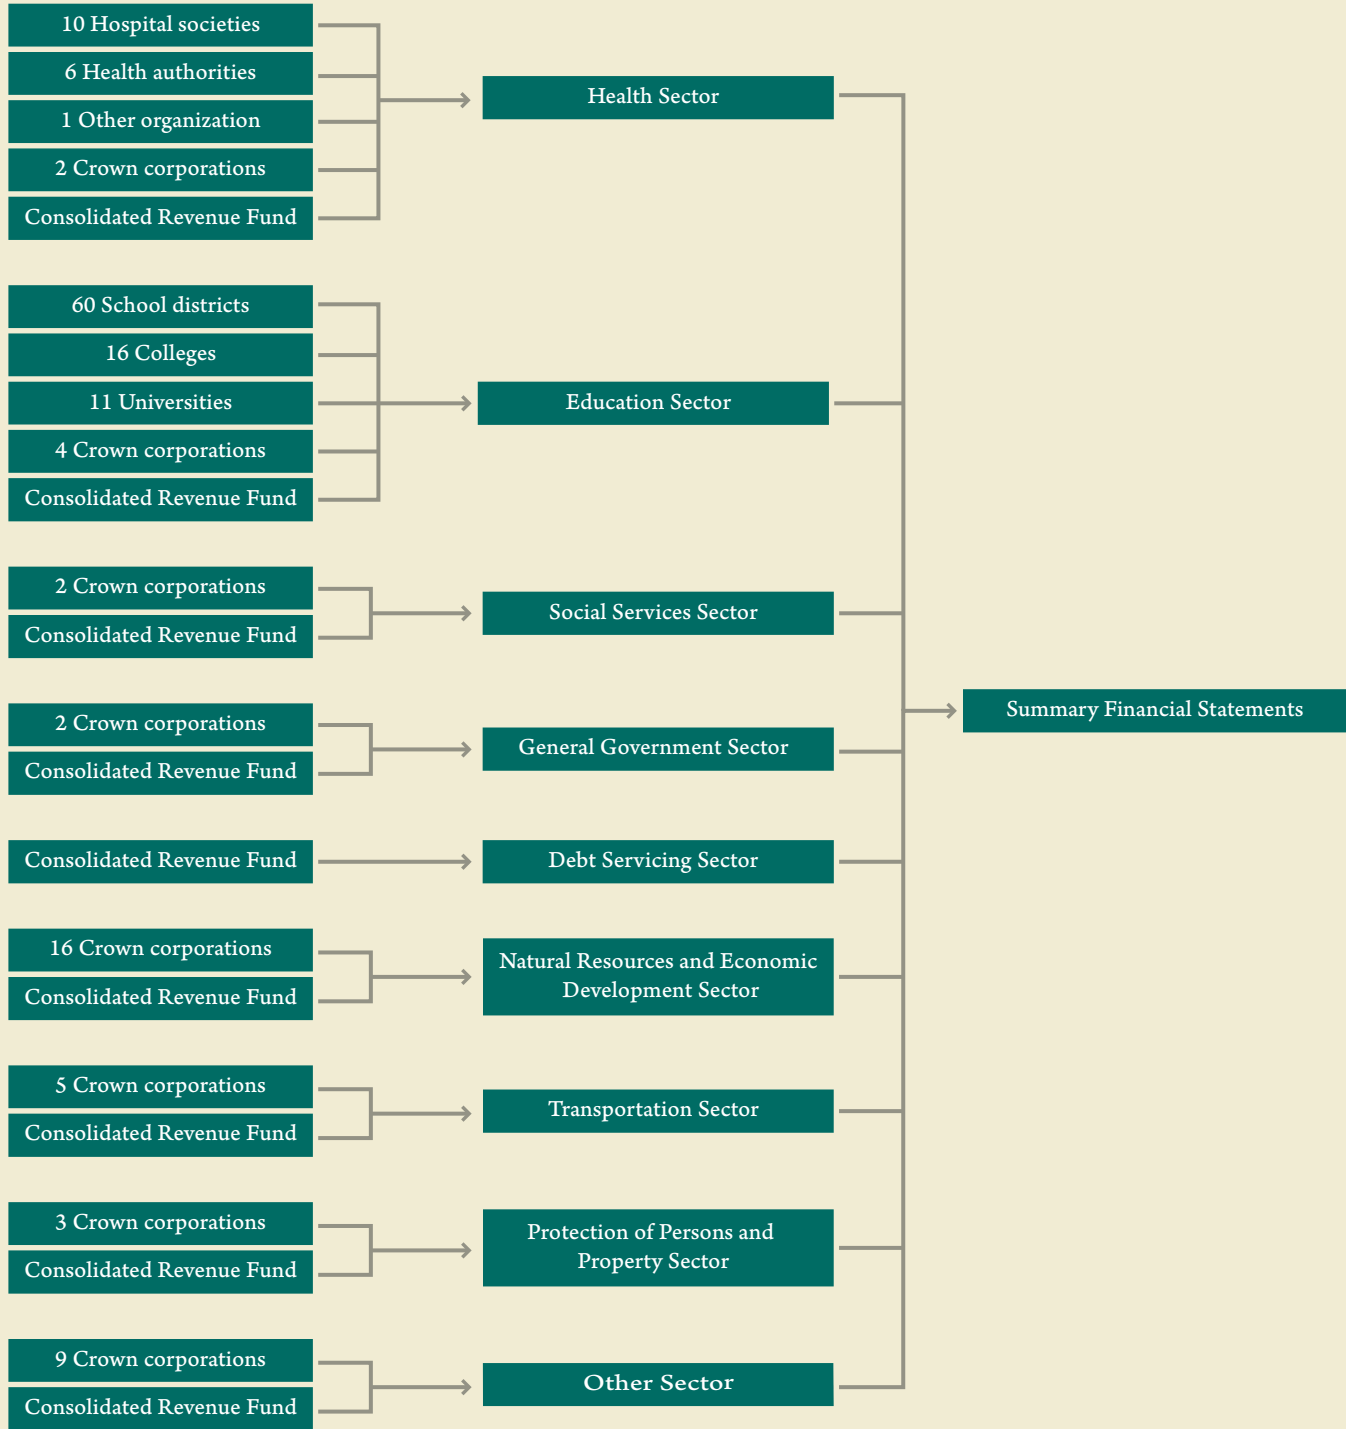 10 Hospital societies
6 Health authorities
1 Other organization
2 Crown corporations
Consolidated Revenue Fund
Health Sector
60 School districts
16 Colleges
11 Universities
4 Crown corporations
Consolidated Revenue Fund
Education Sector
2 Crown corporations
Consolidated Revenue Fund
Social Services Sector
2 Crown corporations
Consolidated Revenue Fund
General Government Sector
Consolidated Revenue Fund
Debt Servicing Sector
16 Crown corporations
Consolidated Revenue Fund
Natural Resources and Economic
Development Sector
5 Crown corporations
Consolidated Revenue Fund
Transportation Sector
3 Crown corporations
Consolidated Revenue Fund
Protection of Persons and
Property Sector
9 Crown corporations
Consolidated Revenue Fund
Other Sector
Summary Financial Statements